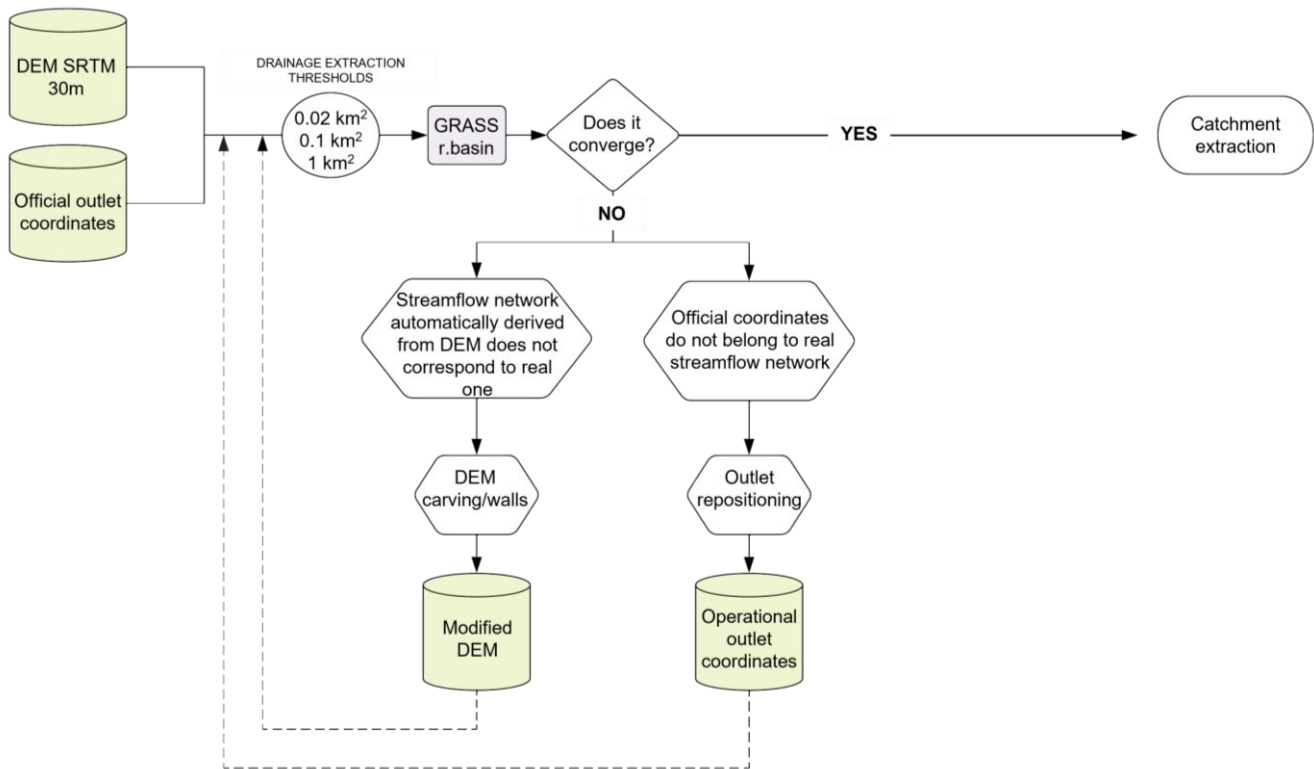 DEM SRTM
30m
Official outlet
coordinates
DRAINAGE EXTRACTION
THRESHOLDS
0.02 km²
0.1 km²
1 km²
GRASS
r.basin
Does it
converge?
YES
Catchment
extraction
NO
Streamflow network
automatically derived
from DEM does not
correspond to real
one
Official coordinates
do not belong to real
streamflow network
DEM
carving/walls
Outlet
repositioning
Modified
DEM
Operational
outlet
coordinates